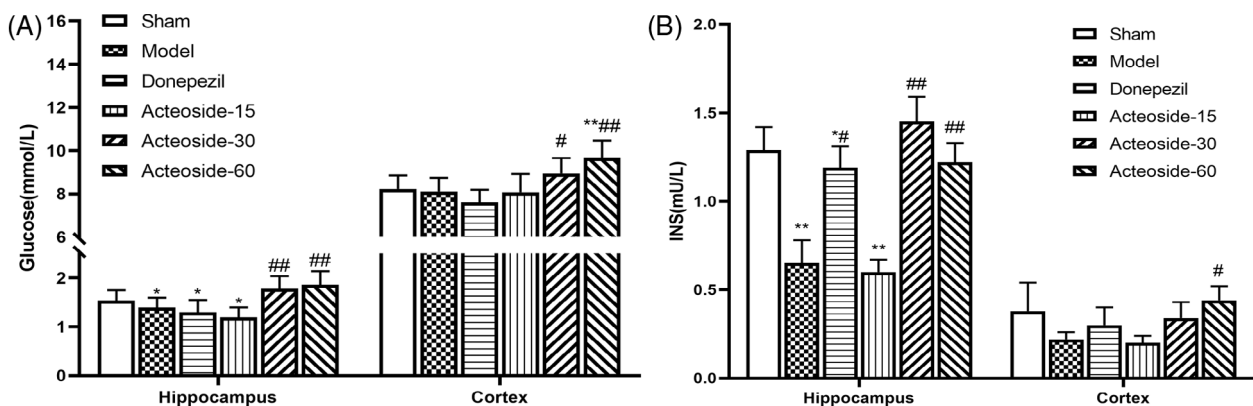 (A)
Glucose(mmol/L)
16
14
12
10
8
6
2
1
0
Sham
Model
Donepezil
Acteoside-15
Acteoside-30
Acteoside-60
*
*
*
##
##
#
**##
Hippocampus
Cortex
(B)
INS(mU/L)
2.0
1.5
1.0
0.5
0.0
Sham
Model
Donepezil
Acteoside-15
Acteoside-30
Acteoside-60
**
*#
**
##
##
#
Hippocampus
Cortex